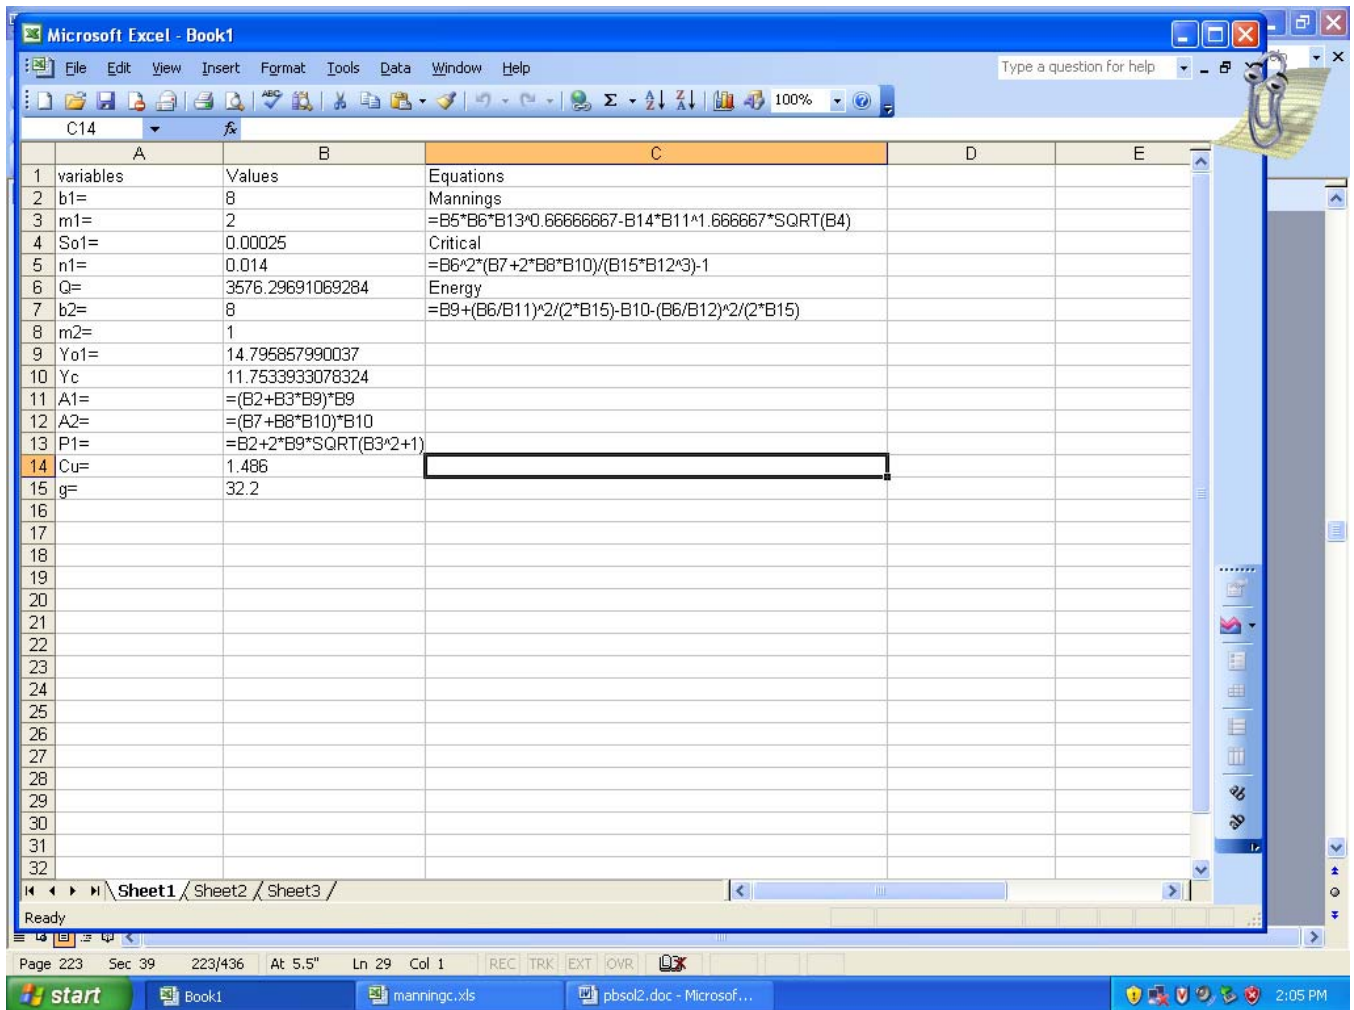 Microsoft Excel - Book1
File Edit View Insert Format Tools Data Window Help Type a question for help
100%
C14 fx
A B C D E
1 variables Values Equations
2 b1= 8 Mannings
3 m1= 2 =B5*B6*B13^0.66666667-B14*B11^1.666667*SQRT(B4)
4 So1= 0.00025 Critical
5 n1= 0.014 =B6^2*(B7+2*B8*B10)/(B15*B12^3)-1
6 Q= 3576.29691069284 Energy
7 b2= 8 =B9+(B6/B11)^2/(2*B15)-B10-(B6/B12)^2/(2*B15)
8 m2= 1
9 Yo1= 14.795857990037
10 Yc 11.7533933078324
11 A1= =(B2+B3*B9)*B9
12 A2= =(B7+B8*B10)*B10
13 P1= =B2+2*B9*SQRT(B3^2+1)
14 Cu= 1.486
15 g= 32.2
16
17
18
19
20
21
22
23
24
25
26
27
28
29
30
31
32
Sheet1 / Sheet2 / Sheet3 /
Ready
Page 223 Sec 39 223/436 At 5.5" Ln 29 Col 1 REC TRK EXT OVR
start Book1 manningc.xls pbsol2.doc - Microsof... 2:05 PM